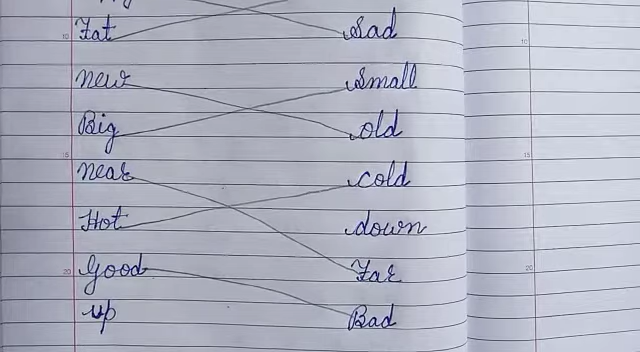 Fat Sad
new small
Big old
near cold
Hot down
Good Far
up Bad